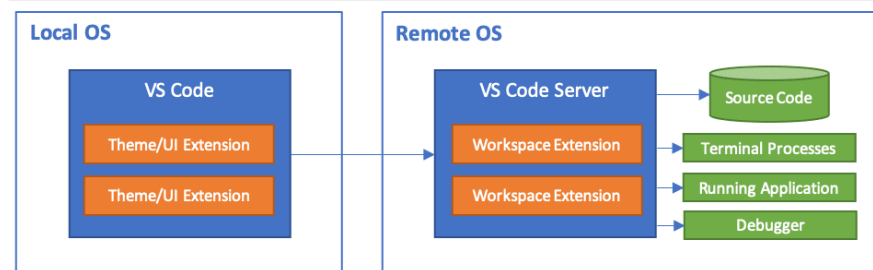 Local OS
VS Code
Theme/UI Extension
Theme/UI Extension
Remote OS
VS Code Server
Workspace Extension
Workspace Extension
Source Code
Terminal Processes
Running Application
Debugger